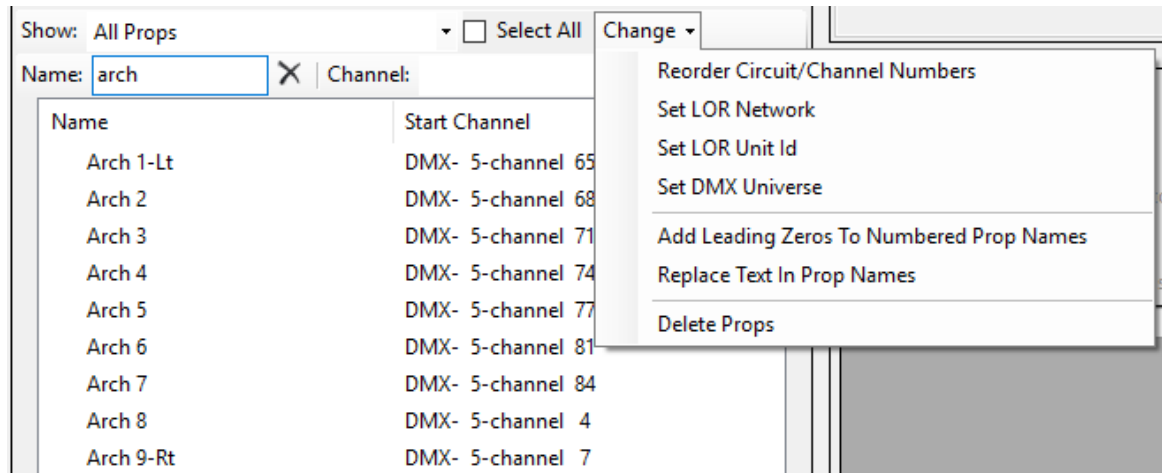 Show: All Props Select All Change
Name: arch Channel:
Name Start Channel
Arch 1-Lt DMX- 5-channel 65
Arch 2 DMX- 5-channel 68
Arch 3 DMX- 5-channel 71
Arch 4 DMX- 5-channel 74
Arch 5 DMX- 5-channel 77
Arch 6 DMX- 5-channel 81
Arch 7 DMX- 5-channel 84
Arch 8 DMX- 5-channel 4
Arch 9-Rt DMX- 5-channel 7
Reorder Circuit/Channel Numbers
Set LOR Network
Set LOR Unit Id
Set DMX Universe
Add Leading Zeros To Numbered Prop Names
Replace Text In Prop Names
Delete Props